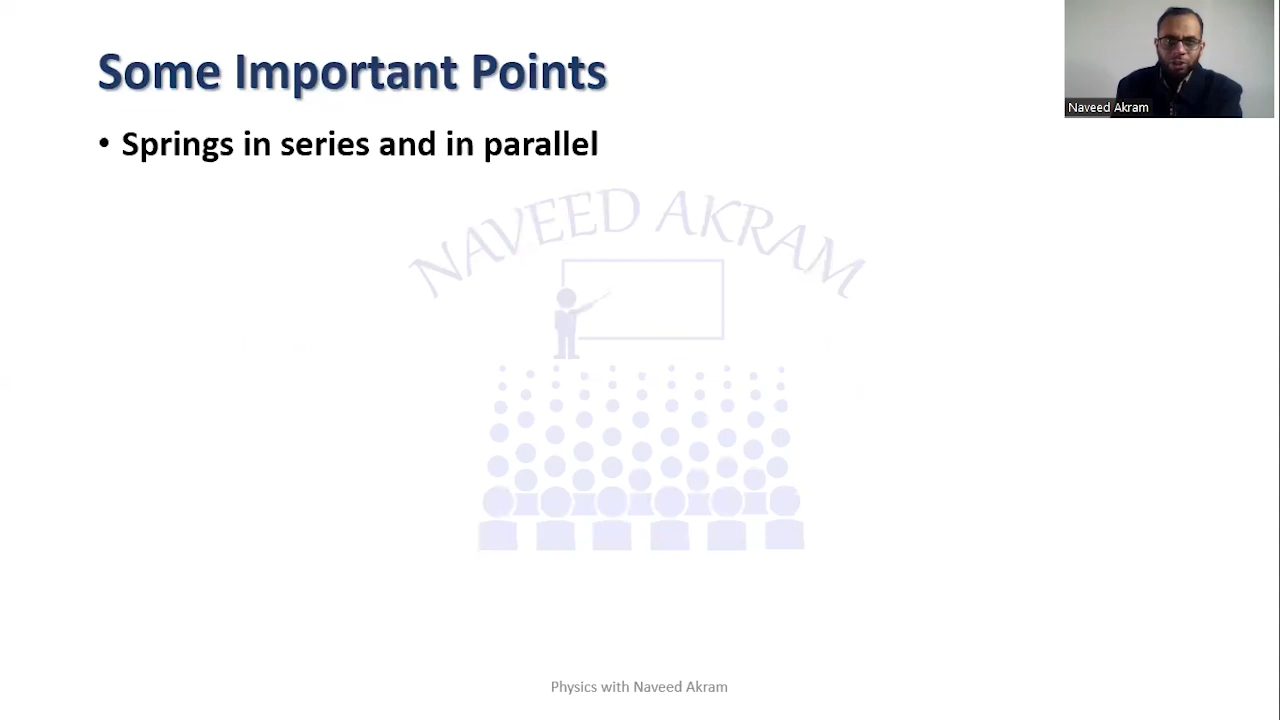 Some Important Points
Naveed Akram
• Springs in series and in parallel
NAVEED AKRAM
Physics with Naveed Akram